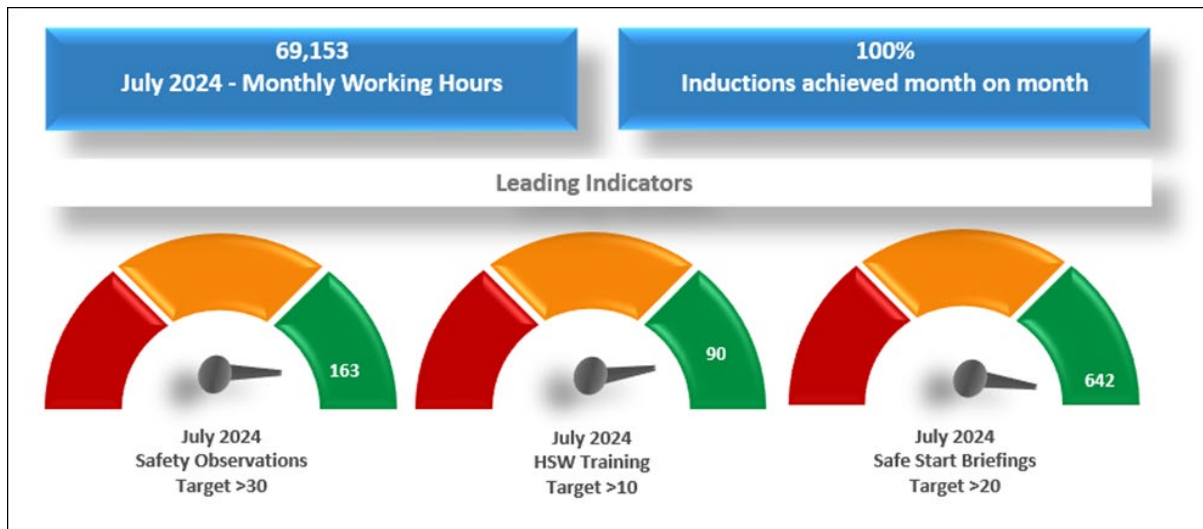 69,153
July 2024 - Monthly Working Hours
100%
Inductions achieved month on month
Leading Indicators
163
July 2024
Safety Observations
Target >30
90
July 2024
HSW Training
Target >10
642
July 2024
Safe Start Briefings
Target >20